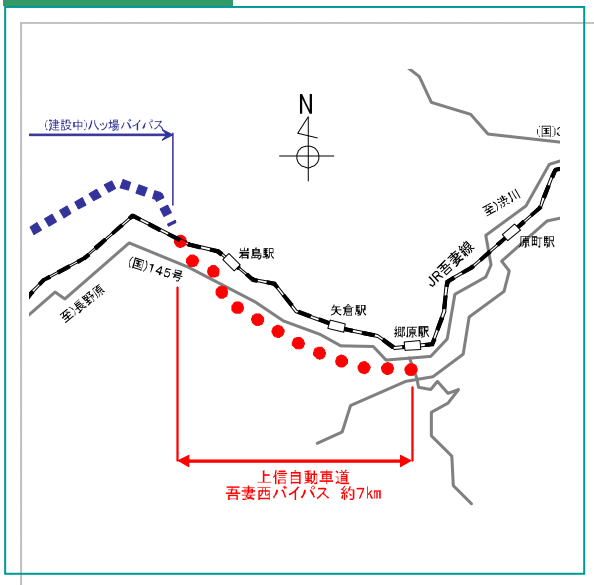 N
(建設中)八ッ場バイパス
(国)
至)渋川
原町駅
JR吾妻線
岩島駅
(国)145号
至)長野原
矢倉駅
郷原駅
上信自動車道
吾妻西バイパス 約7km